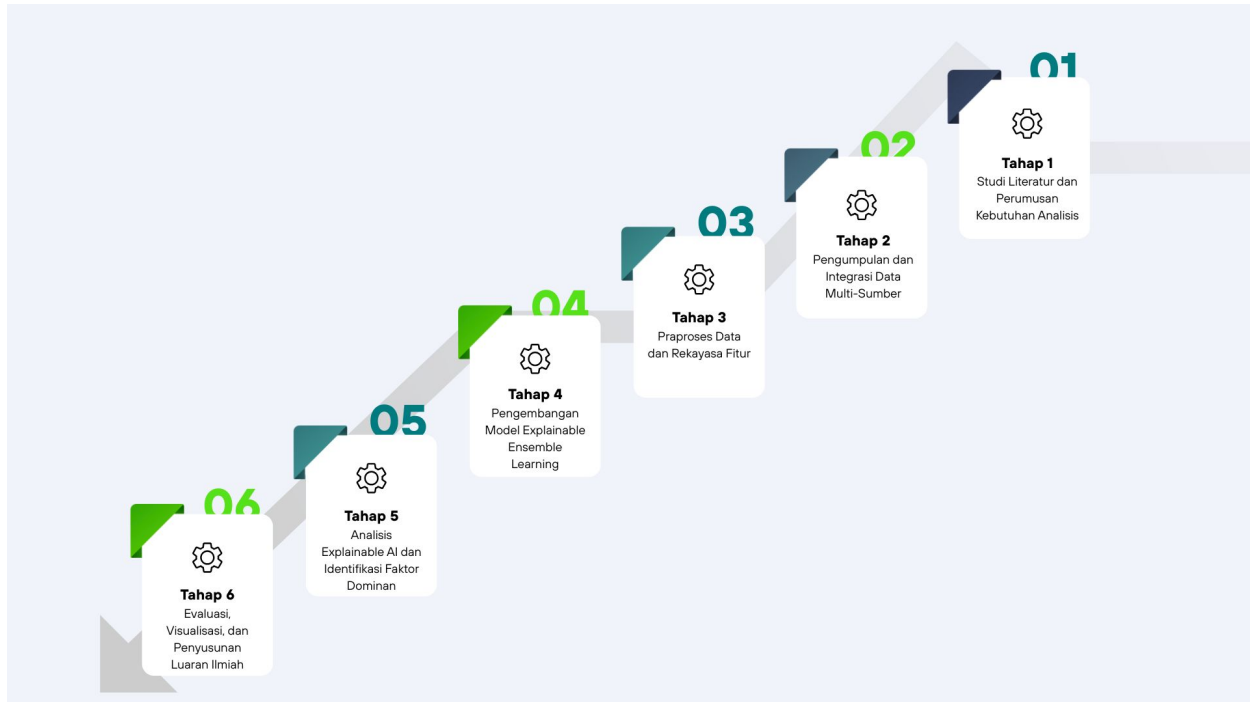 01
Tahap 1
Studi Literatur dan
Perumusan
Kebutuhan Analisis
02
Tahap 2
Pengumpulan dan
Integrasi Data
Multi-Sumber
03
Tahap 3
Praproses Data
dan Rekayasa Fitur
04
Tahap 4
Pengembangan
Model Explainable
Ensemble
Learning
05
Tahap 5
Analisis
Explainable AI dan
Identifikasi Faktor
Dominan
06
Tahap 6
Evaluasi,
Visualisasi, dan
Penyusunan
Luaran Ilmiah